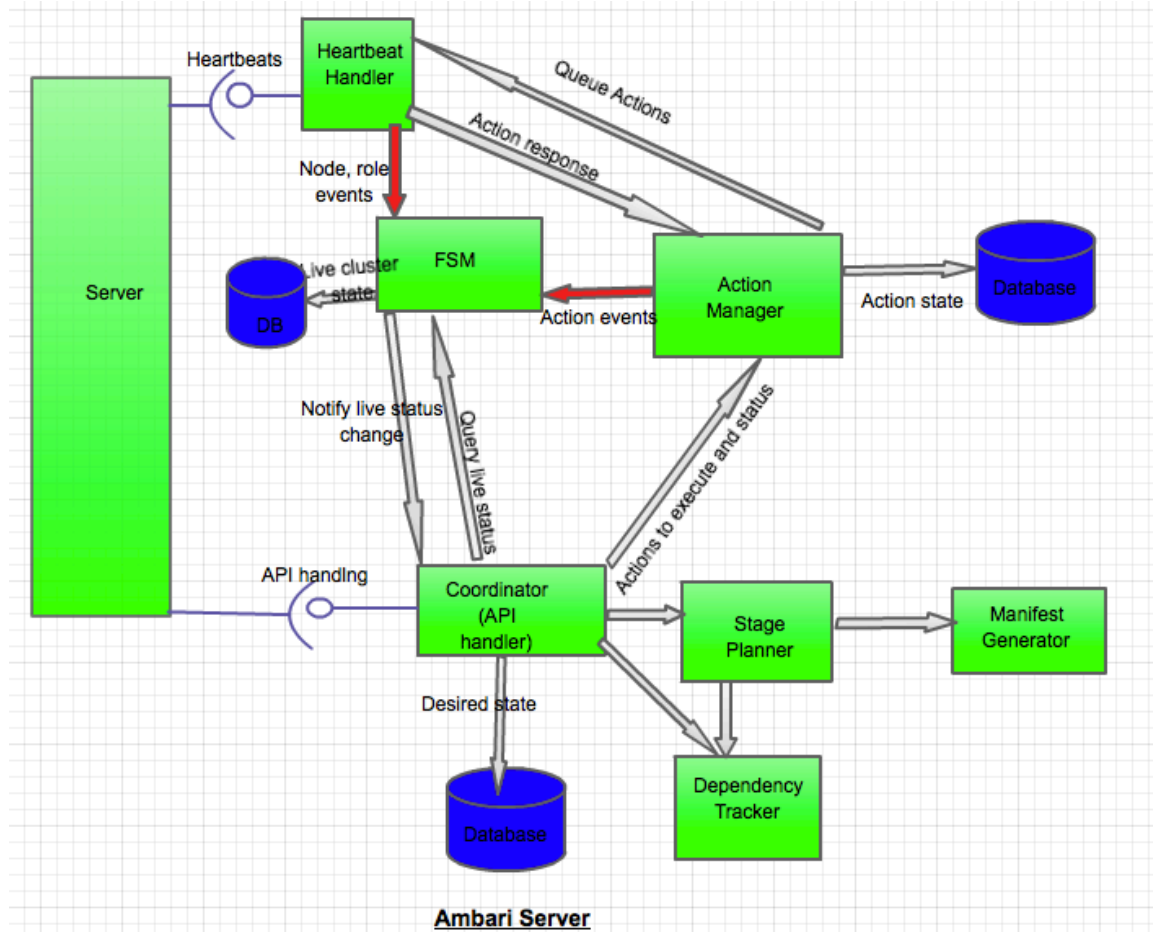 Heartbeats
Heartbeat
Handler
Queue Actions
Action response
Node, role
events
FSM
Live cluster
state
DB
Server
Action
Manager
Action events
Action state
Database
Notify live status
change
Query live status
Actions to execute and status
API handlng
Coordinator
(API
handler)
Stage
Planner
Manifest
Generator
Desired state
Dependency
Tracker
Database
Ambari Server